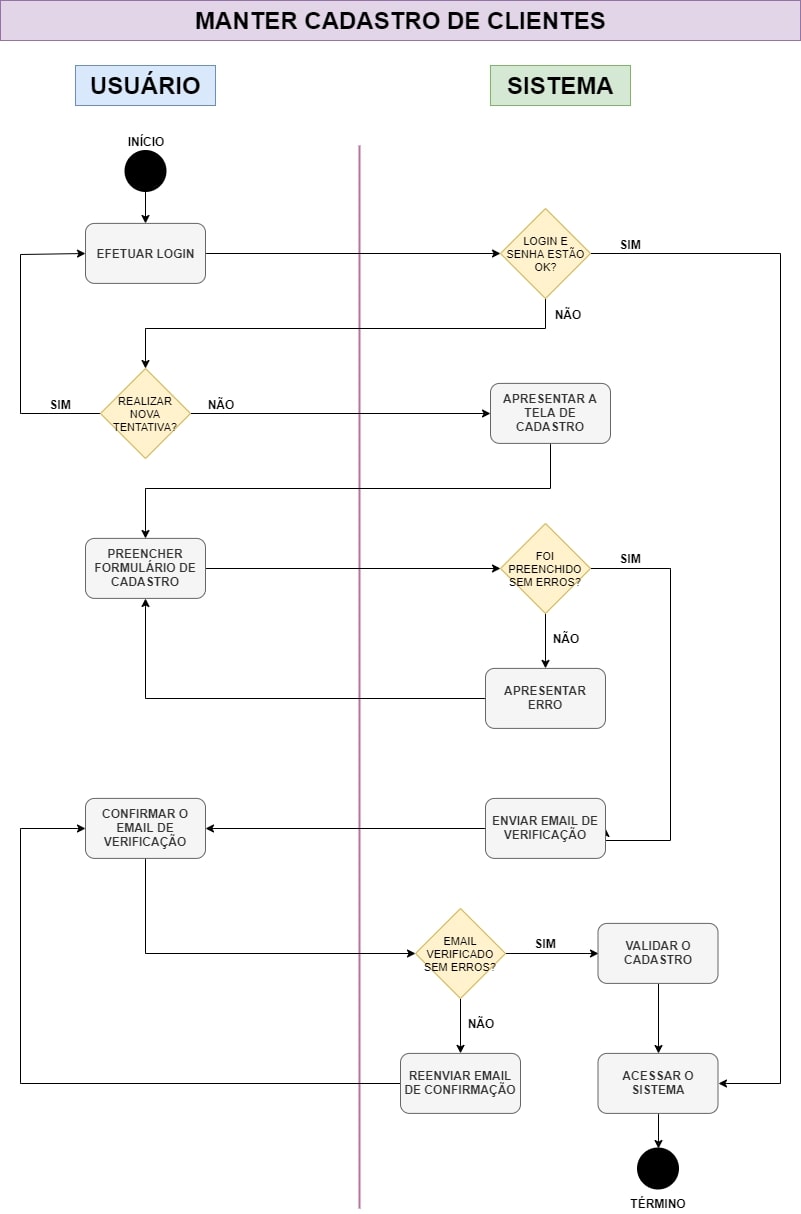 MANTER CADASTRO DE CLIENTES
USUÁRIO
SISTEMA
INÍCIO
EFETUAR LOGIN
LOGIN E
SENHA ESTÃO
OK?
SIM
NÃO
REALIZAR
NOVA
TENTATIVA?
SIM
NÃO
APRESENTAR A
TELA DE
CADASTRO
PREENCHER
FORMULÁRIO DE
CADASTRO
FOI
PREENCHIDO
SEM ERROS?
SIM
NÃO
APRESENTAR
ERRO
CONFIRMAR O
EMAIL DE
VERIFICAÇÃO
ENVIAR EMAIL DE
VERIFICAÇÃO
EMAIL
VERIFICADO
SEM ERROS?
SIM
VALIDAR O
CADASTRO
NÃO
REENVIAR EMAIL
DE CONFIRMAÇÃO
ACESSAR O
SISTEMA
TÉRMINO